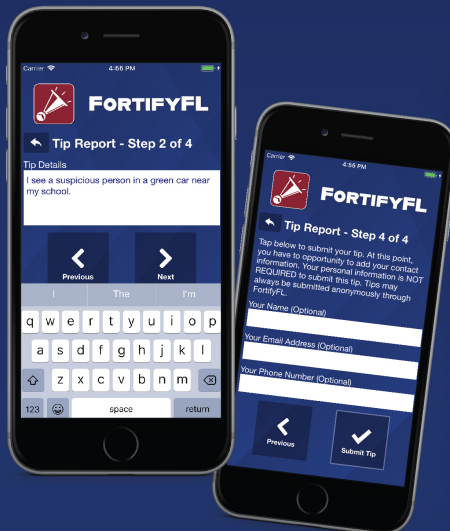 Carrier 4:55 PM
FORTIFYFL
Tip Report - Step 2 of 4
Tip Details
I see a suspicious person in a green car near
my school.
Previous Next
I The I'm
q w e r t y u i o p
a s d f g h j k l
z x c v b n m
123 space return
Carrier 4:55 PM
FORTIFYFL
Tip Report - Step 4 of 4
Tap below to submit your tip. At this point,
you have to opportunity to add your contact
information. Your personal information is NOT
REQUIRED to submit this tip. Tips may
always be submitted anonymously through
FortifyFL.
Your Name (Optional)
Your Email Address (Optional)
Your Phone Number (Optional)
Previous Submit Tip